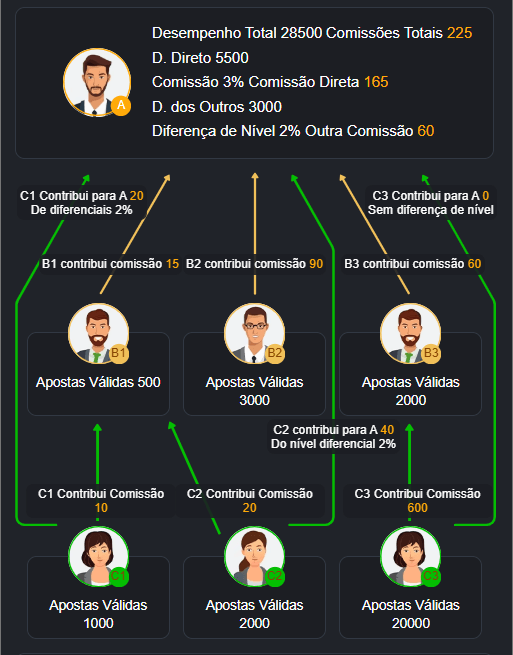 Desempenho Total 28500 Comissões Totais 225
D. Direto 5500
Comissão 3% Comissão Direta 165
D. dos Outros 3000
Diferença de Nível 2% Outra Comissão 60
A
C1 Contribui para A 20
De diferenciais 2%
C3 Contribui para A 0
Sem diferença de nível
B1 contribui comissão 15
B2 contribui comissão 90
B3 contribui comissão 60
B1
B2
B3
Apostas Válidas 500
Apostas Válidas
3000
Apostas Válidas
2000
C2 contribui para A 40
Do nível diferencial 2%
C1 Contribui Comissão
10
C2 Contribui Comissão
20
C3 Contribui Comissão
600
C1
C2
C3
Apostas Válidas
1000
Apostas Válidas
2000
Apostas Válidas
20000